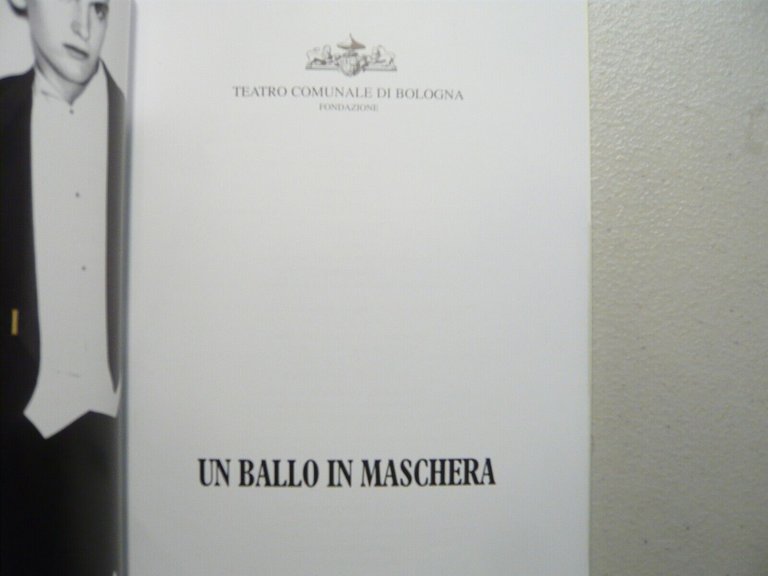 TEATRO COMUNALE DI BOLOGNA
FONDAZIONE
UN BALLO IN MASCHERA